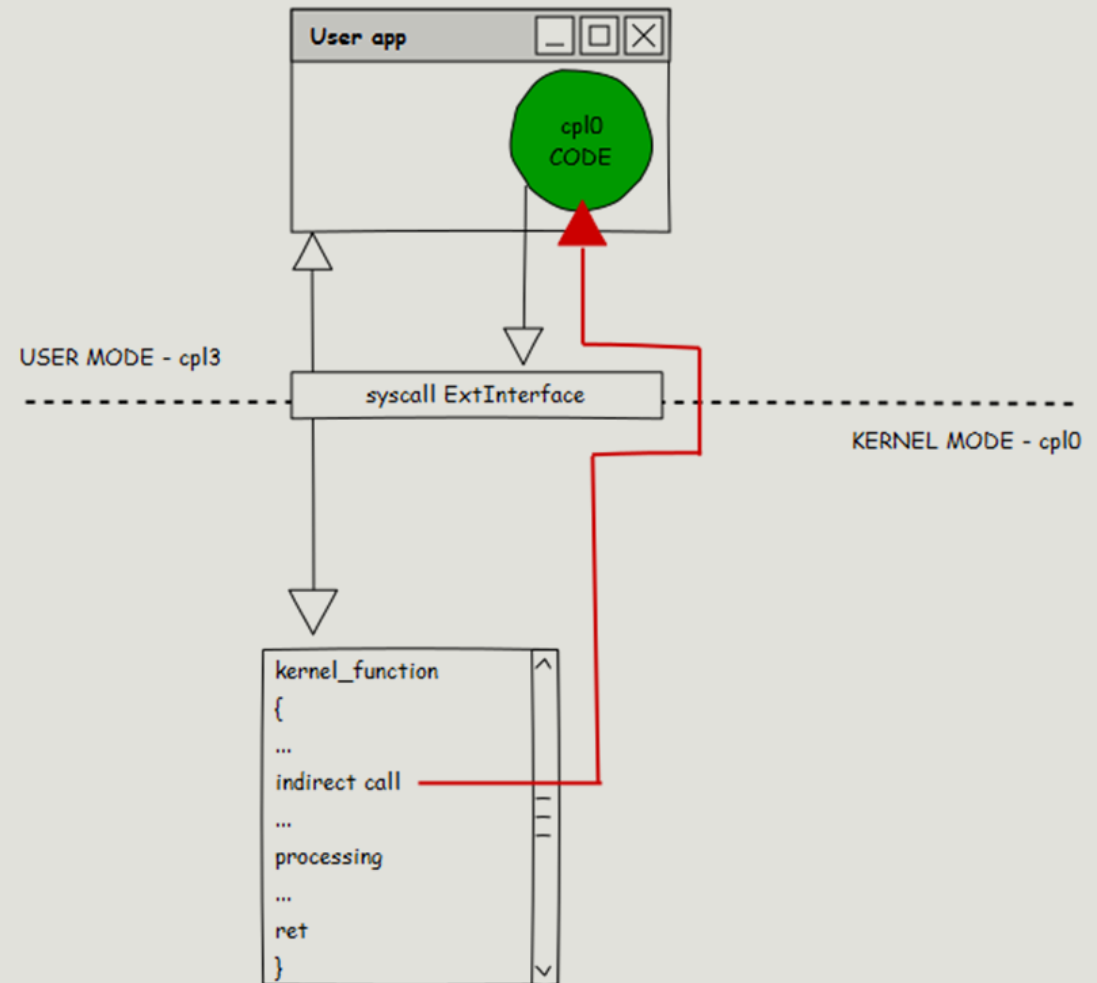 User app
cpl0
CODE
USER MODE - cpl3
syscall ExtInterface
KERNEL MODE - cpl0
kernel_function
{
...
indirect call
...
processing
...
ret
}